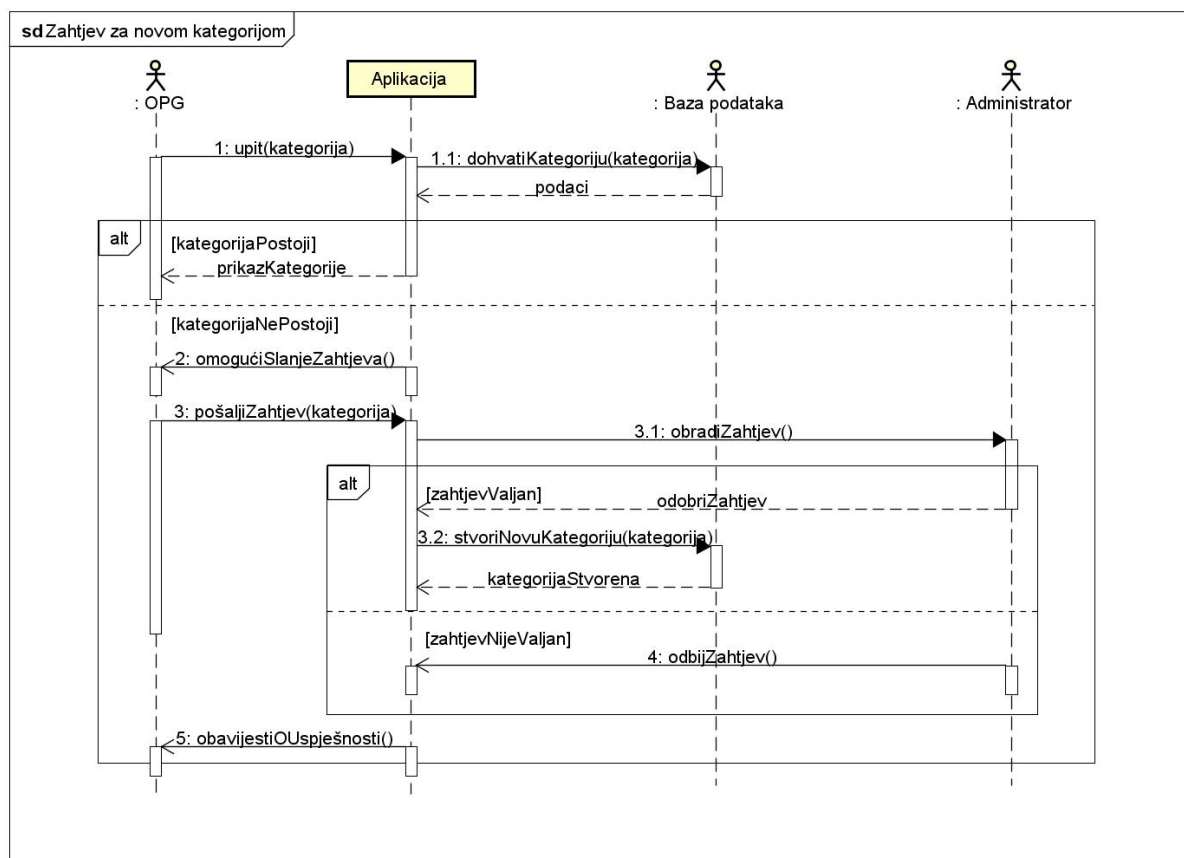 sd Zahtjev za novom kategorijom
: OPG
Aplikacija
: Baza podataka
: Administrator
1: upit(kategorija)
1.1: dohvatiKategoriju(kategorija)
podaci
alt
[kategorijaPostoji]
prikazKategorije
[kategorijaNePostoji]
2: omogućiSlanjeZahtjeva()
3: pošaljiZahtjev(kategorija)
3.1: obradiZahtjev()
alt
[zahtjevValjan]
odobriZahtjev
3.2: stvoriNovuKategoriju(kategorija)
kategorijaStvorena
[zahtjevNijeValjan]
4: odbijZahtjev()
5: obavijestiOUspješnosti()